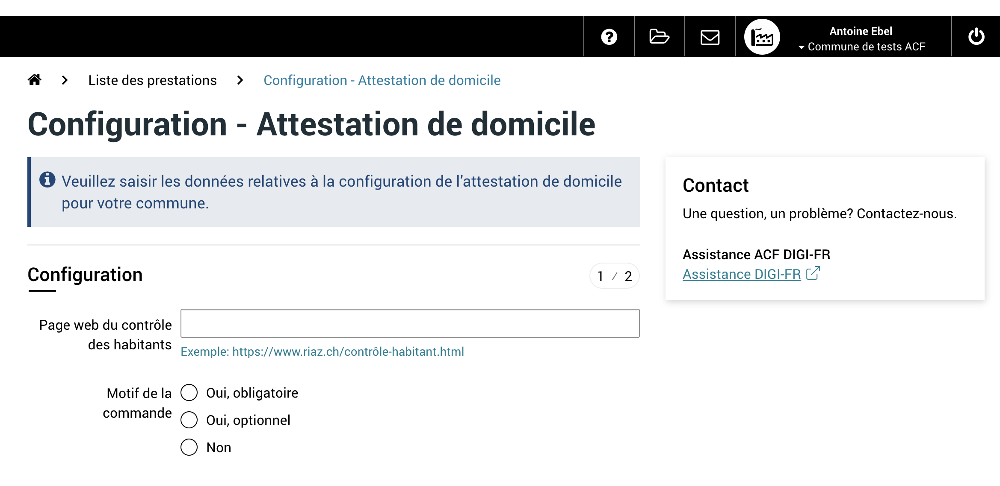 Antoine Ebel
Commune de tests ACF
Liste des prestations
Configuration - Attestation de domicile
Configuration - Attestation de domicile
Veuillez saisir les données relatives à la configuration de l’attestation de domicile
pour votre commune.
Configuration
1 / 2
Page web du contrôle
des habitants
Exemple: https://www.riaz.ch/contrôle-habitant.html
Motif de la
commande
Oui, obligatoire
Oui, optionnel
Non
Contact
Une question, un problème? Contactez-nous.
Assistance ACF DIGI-FR
Assistance DIGI-FR